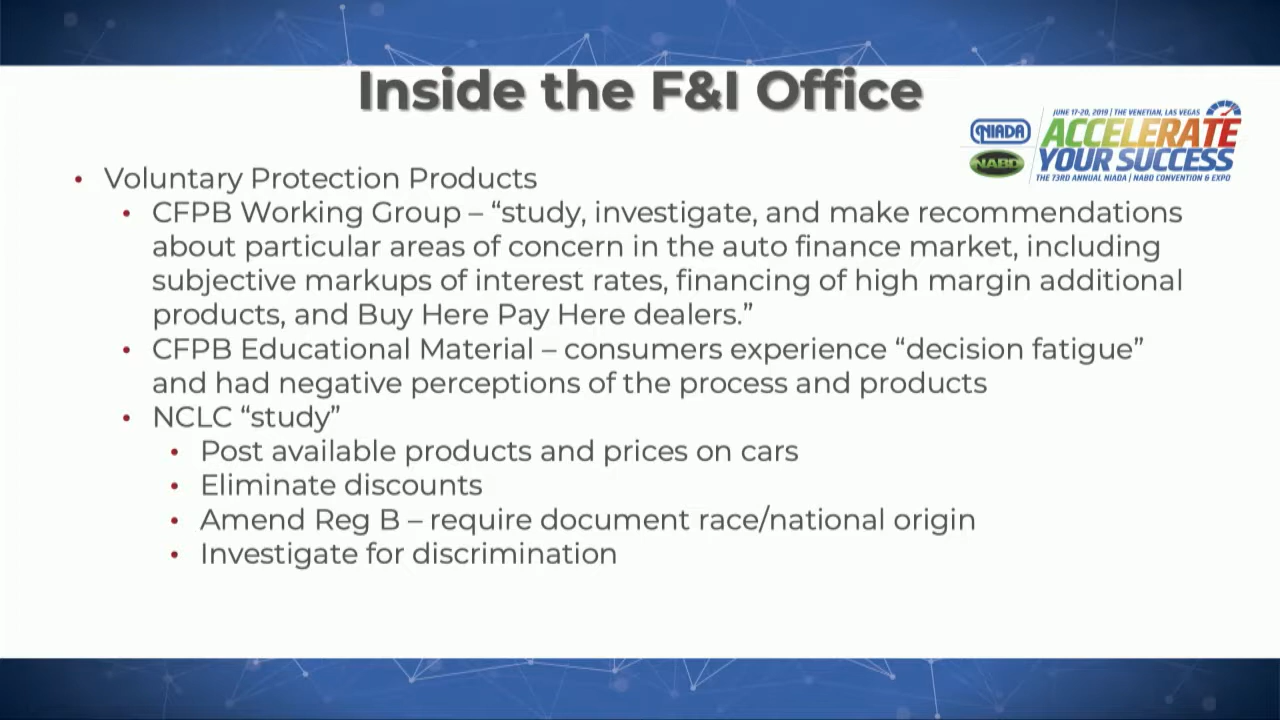 Inside the F&I Office
JUNE 17-20, 2019 | THE VENETIAN, LAS VEGAS
NIADA
ACCELERATE
NABD
YOUR SUCCESS
THE 73RD ANNUAL NIADA | NABD CONVENTION & EXPO
• Voluntary Protection Products
• CFPB Working Group – “study, investigate, and make recommendations
about particular areas of concern in the auto finance market, including
subjective markups of interest rates, financing of high margin additional
products, and Buy Here Pay Here dealers.”
• CFPB Educational Material – consumers experience “decision fatigue”
and had negative perceptions of the process and products
• NCLC “study”
• Post available products and prices on cars
• Eliminate discounts
• Amend Reg B – require document race/national origin
• Investigate for discrimination